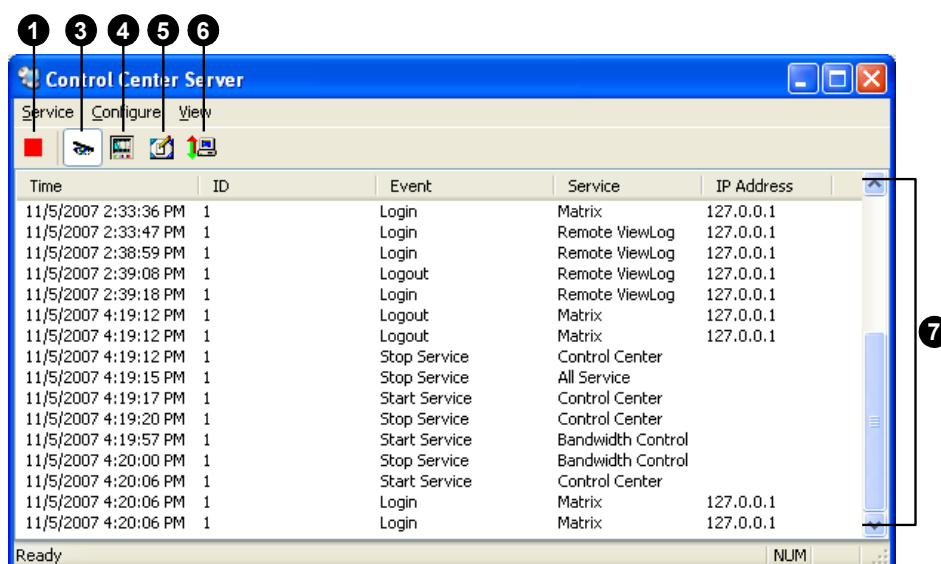 1 3 4 5 6
Control Center Server
Service Configure View
Time ID Event Service IP Address
11/5/2007 2:33:36 PM 1 Login Matrix 127.0.0.1
11/5/2007 2:33:47 PM 1 Login Remote ViewLog 127.0.0.1
11/5/2007 2:38:59 PM 1 Login Remote ViewLog 127.0.0.1
11/5/2007 2:39:08 PM 1 Logout Remote ViewLog 127.0.0.1
11/5/2007 2:39:18 PM 1 Login Remote ViewLog 127.0.0.1
11/5/2007 4:19:12 PM 1 Logout Matrix 127.0.0.1
11/5/2007 4:19:12 PM 1 Logout Matrix 127.0.0.1
11/5/2007 4:19:12 PM 1 Stop Service Control Center
11/5/2007 4:19:15 PM 1 Stop Service All Service
11/5/2007 4:19:17 PM 1 Start Service Control Center
11/5/2007 4:19:20 PM 1 Stop Service Control Center
11/5/2007 4:19:57 PM 1 Start Service Bandwidth Control
11/5/2007 4:20:00 PM 1 Stop Service Bandwidth Control
11/5/2007 4:20:06 PM 1 Start Service Control Center
11/5/2007 4:20:06 PM 1 Login Matrix 127.0.0.1
11/5/2007 4:20:06 PM 1 Login Matrix 127.0.0.1
7
Ready NUM